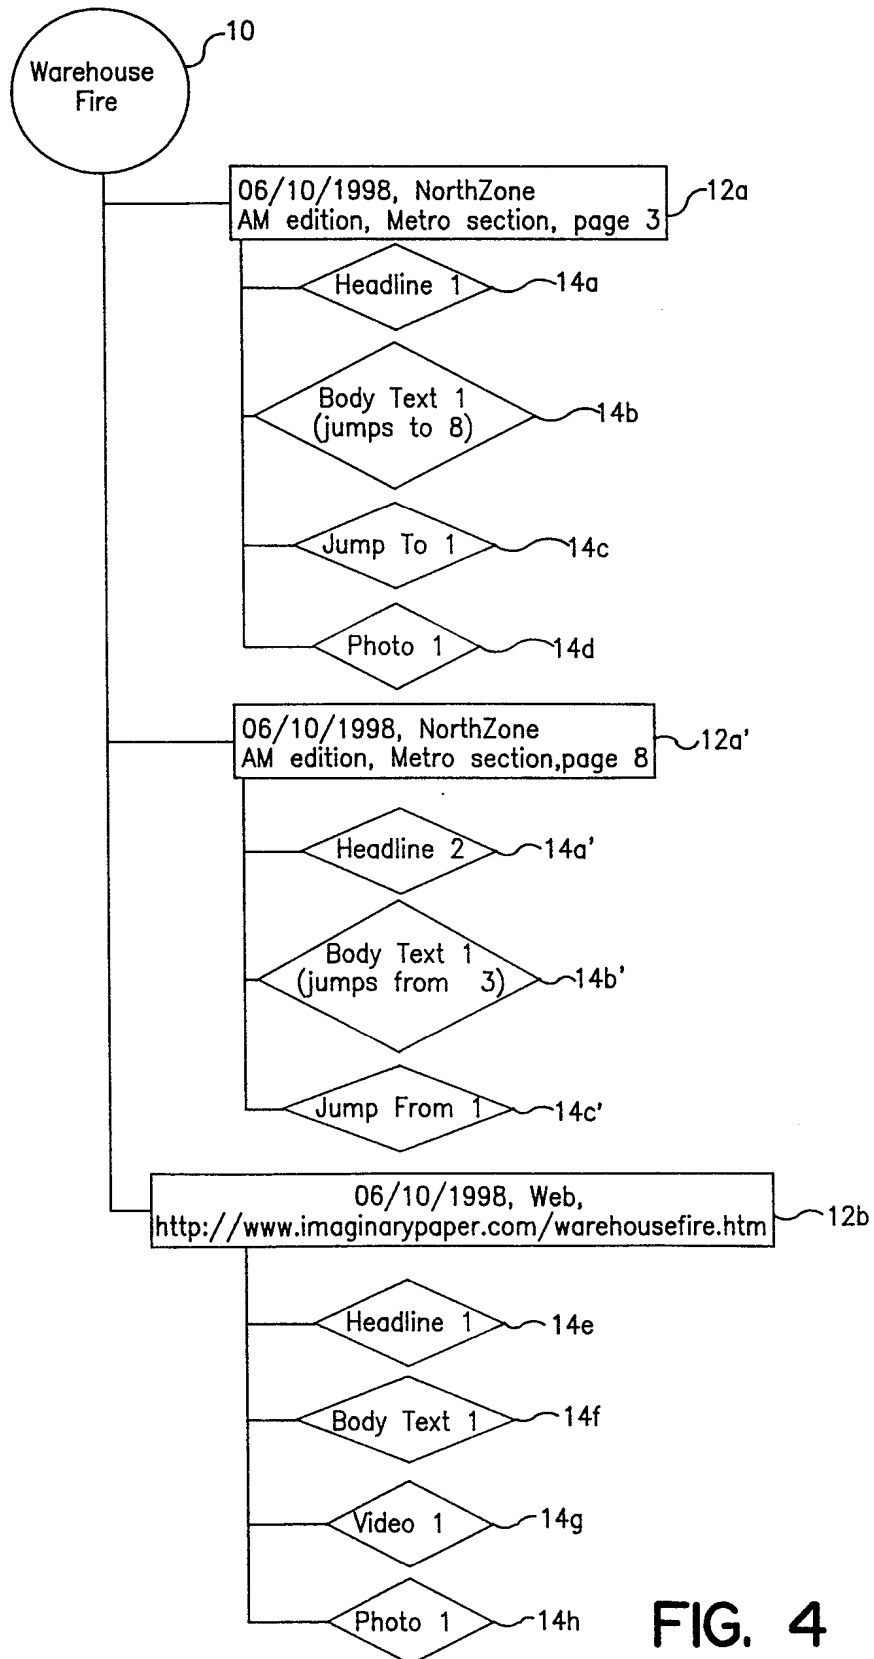 10
Warehouse
Fire
06/10/1998, NorthZone
AM edition, Metro section, page 3
12a
Headline 1
14a
Body Text 1
(jumps to 8)
14b
Jump To 1
14c
Photo 1
14d
06/10/1998, NorthZone
AM edition, Metro section,page 8
12a'
Headline 2
14a'
Body Text 1
(jumps from 3)
14b'
Jump From 1
14c'
06/10/1998, Web,
http://www.imaginarypaper.com/warehousefire.htm
12b
Headline 1
14e
Body Text 1
14f
Video 1
14g
Photo 1
14h
FIG. 4